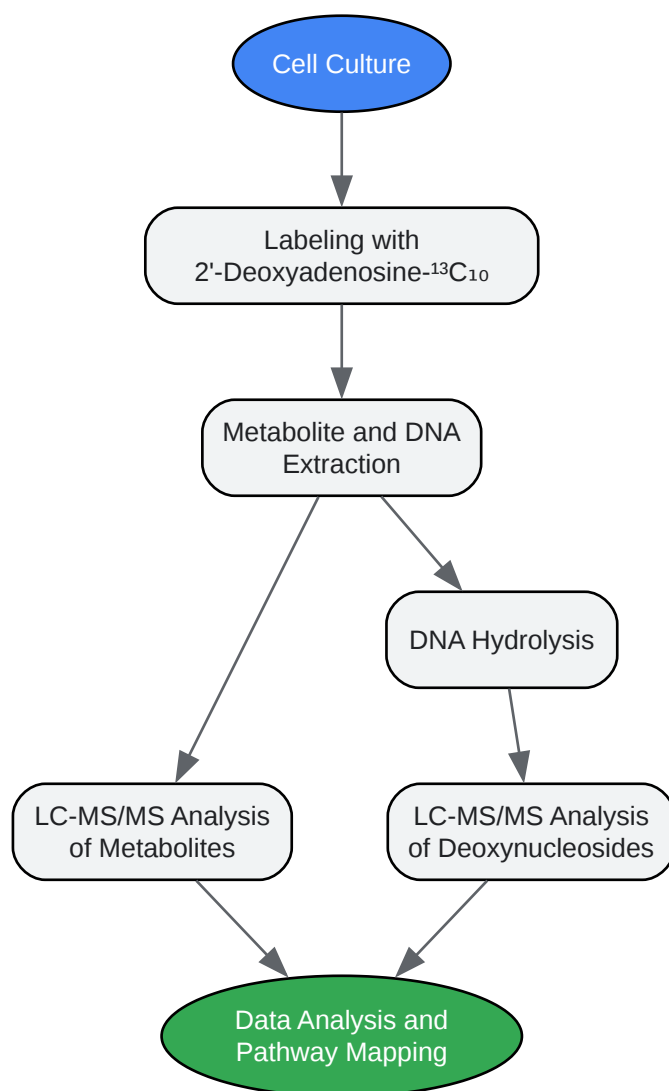 Cell Culture
Labeling with
2'-Deoxyadenosine-¹³C₁₀
Metabolite and DNA
Extraction
DNA Hydrolysis
LC-MS/MS Analysis
of Metabolites
LC-MS/MS Analysis
of Deoxynucleosides
Data Analysis and
Pathway Mapping